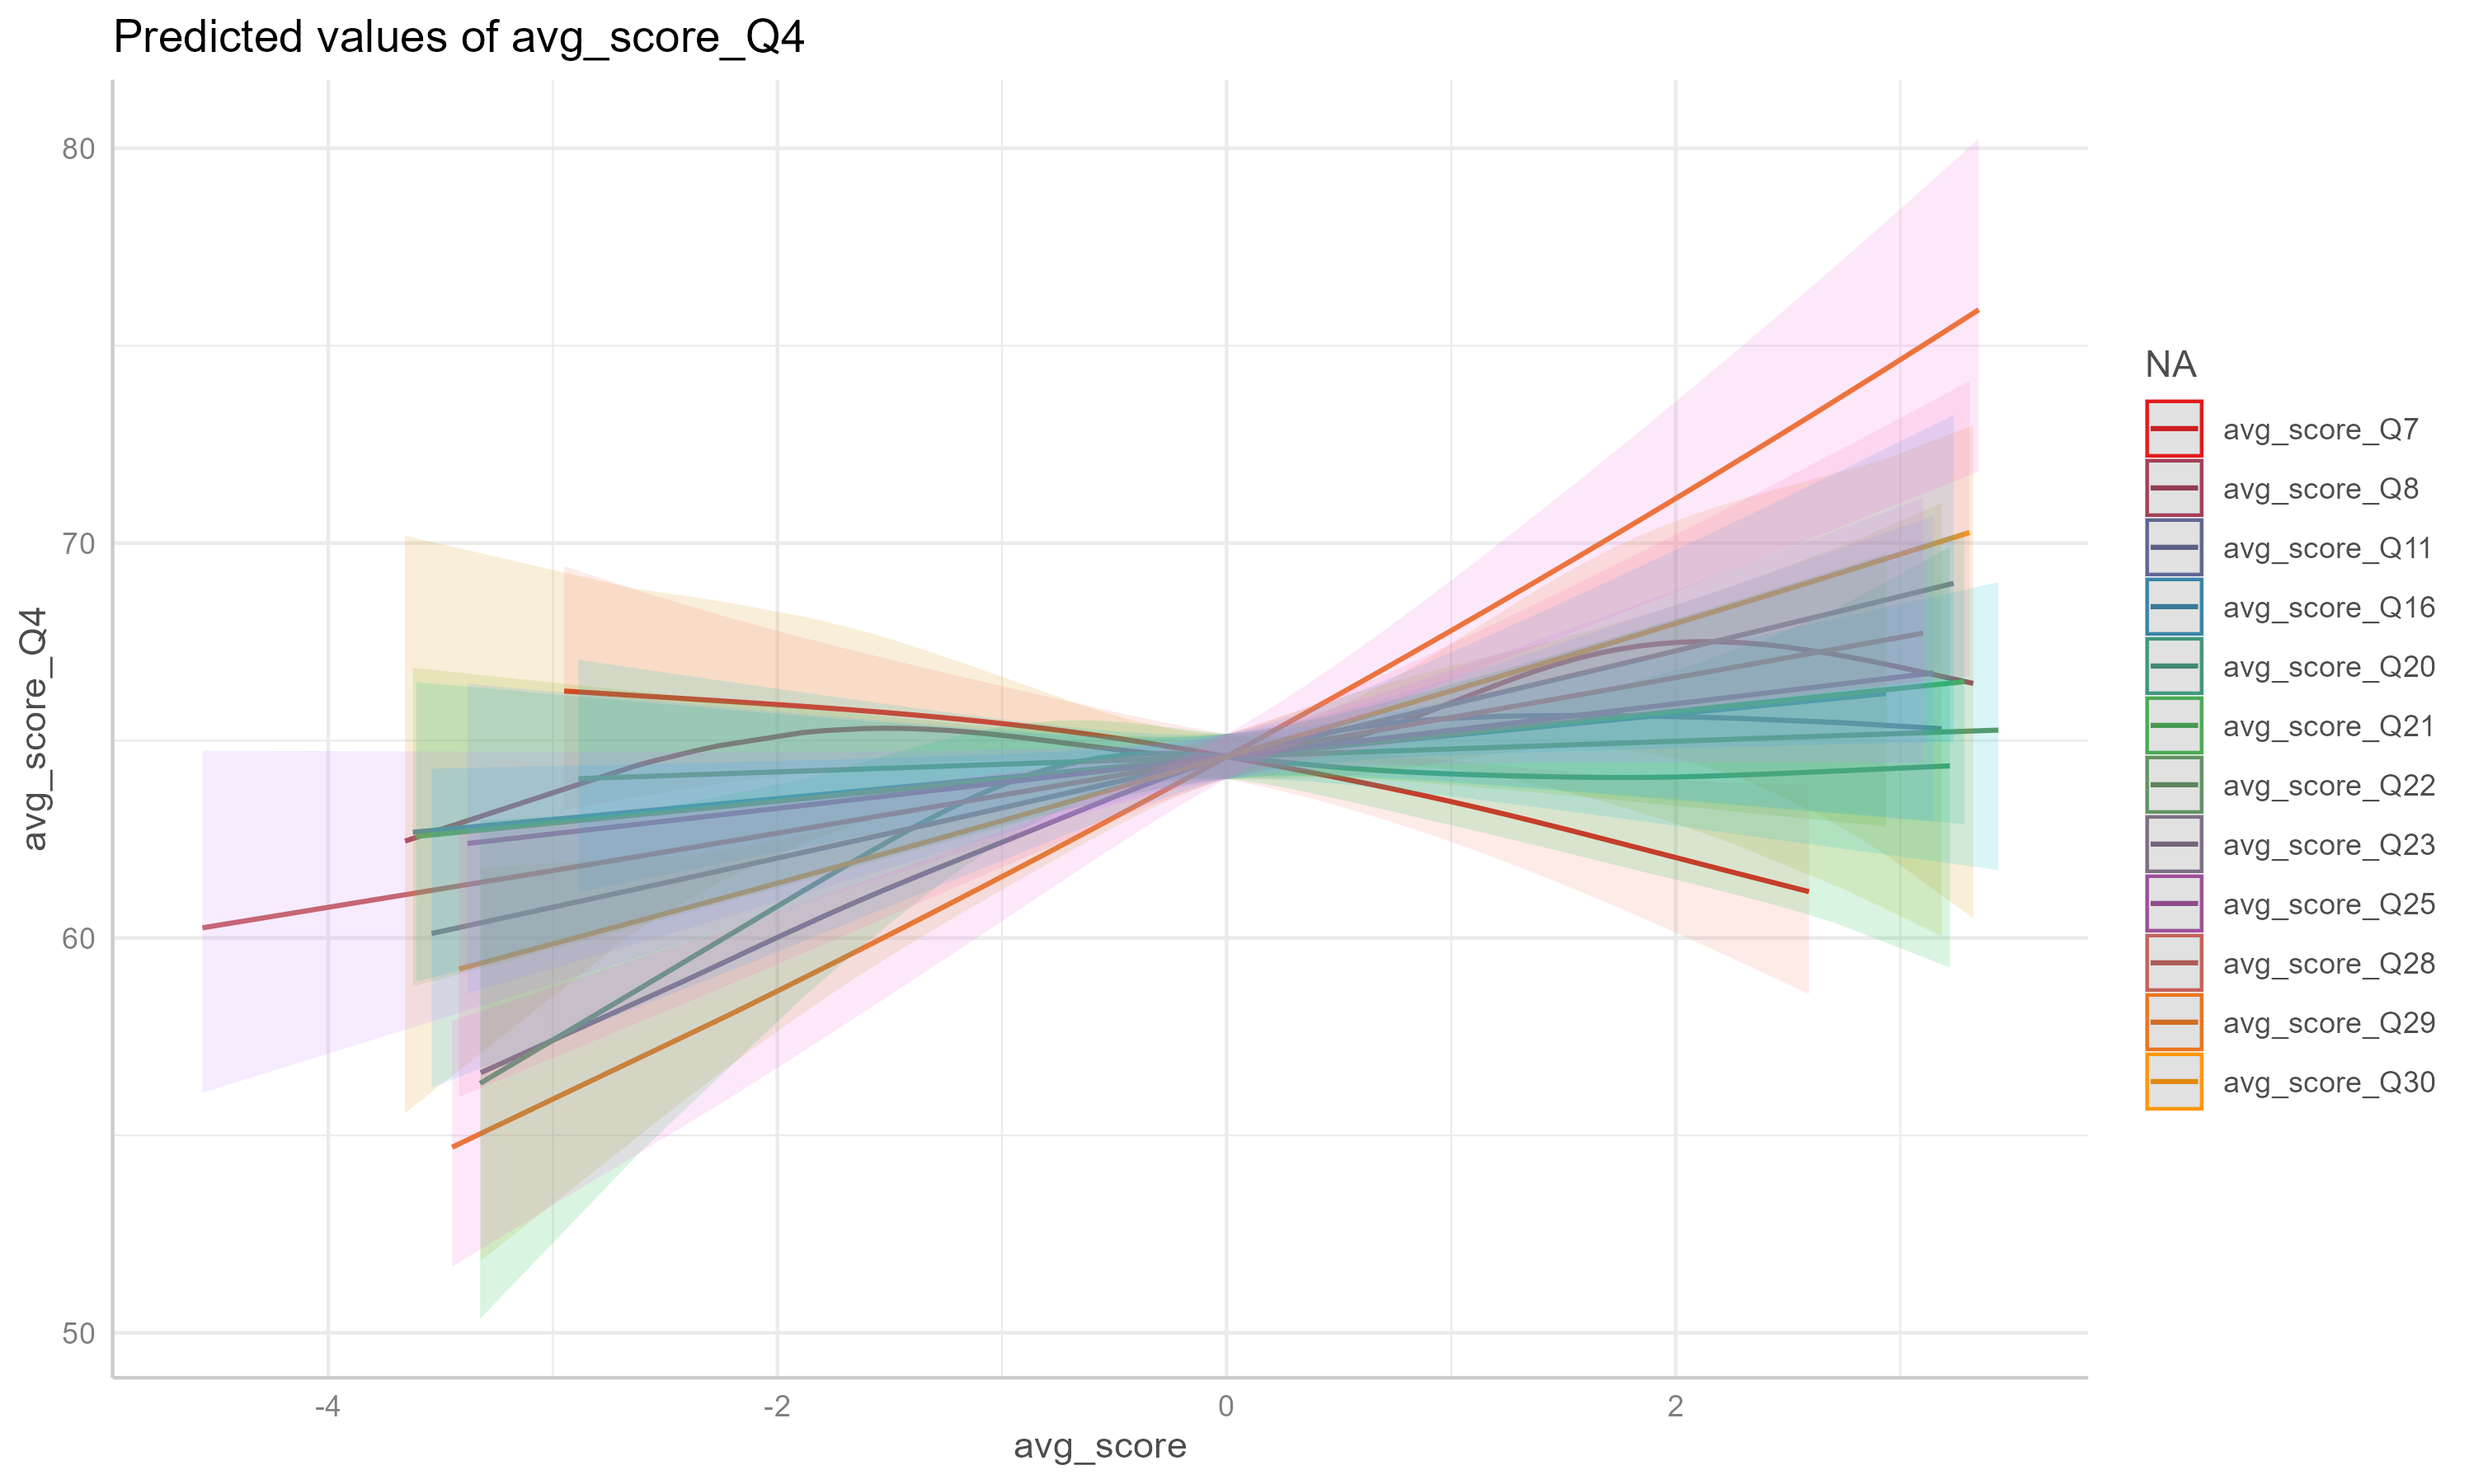 Predicted values of avg_score_Q4
avg_score_Q4
80
70
60
50
-4
-2
0
2
avg_score
NA
avg_score_Q7
avg_score_Q8
avg_score_Q11
avg_score_Q16
avg_score_Q20
avg_score_Q21
avg_score_Q22
avg_score_Q23
avg_score_Q25
avg_score_Q28
avg_score_Q29
avg_score_Q30